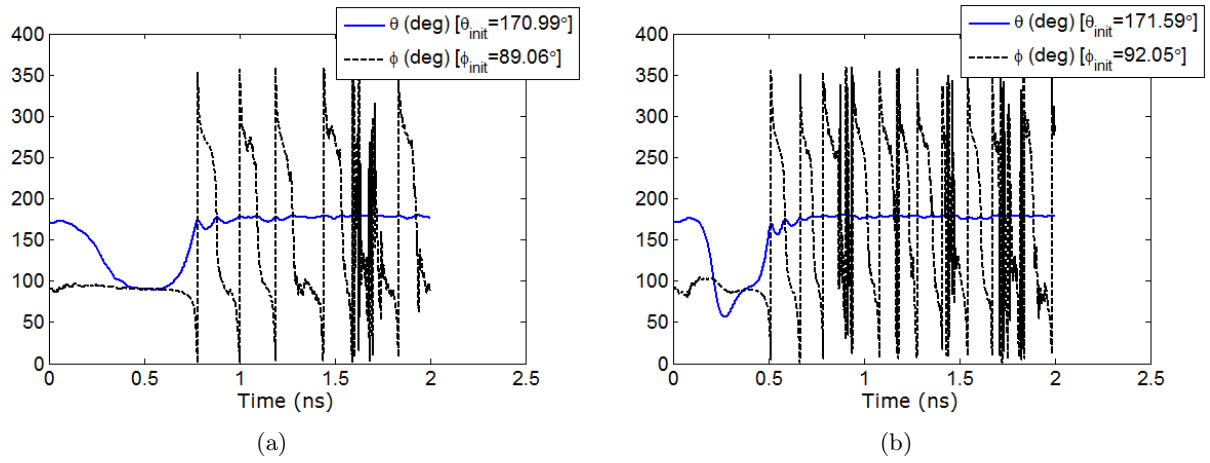 θ (deg) [θinit=170.99°]
ϕ (deg) [ϕinit=89.06°]
400
350
300
250
200
150
100
50
0
0 0.5 1 1.5 2 2.5
Time (ns)
(a)
θ (deg) [θinit=171.59°]
ϕ (deg) [ϕinit=92.05°]
400
350
300
250
200
150
100
50
0
0 0.5 1 1.5 2 2.5
Time (ns)
(b)